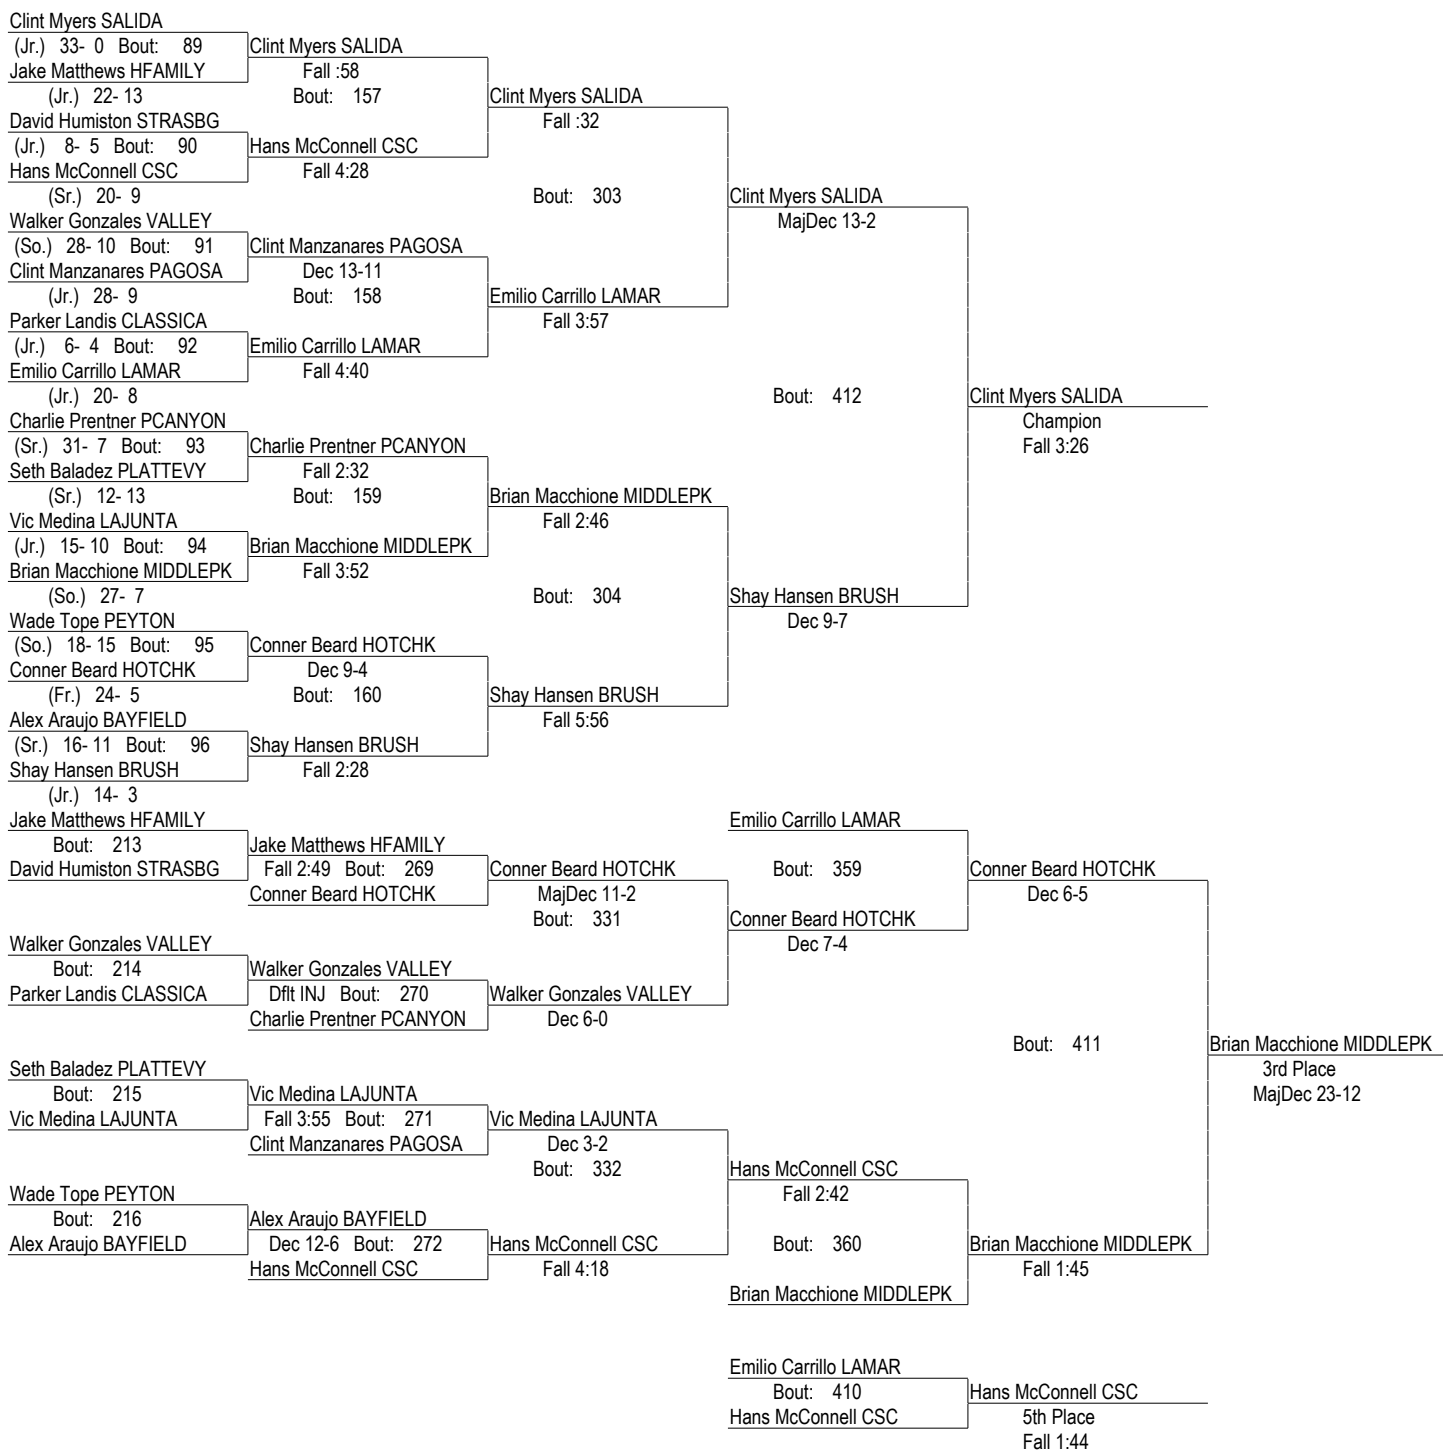 Clint Myers SALIDA
(Jr.) 33- 0 Bout: 89 Clint Myers SALIDA
Jake Matthews HFAMILY Fall :58
(Jr.) 22- 13 Bout: 157 Clint Myers SALIDA
David Humiston STRASBG Fall :32
(Jr.) 8- 5 Bout: 90 Hans McConnell CSC
Hans McConnell CSC Fall 4:28
(Sr.) 20- 9 Bout: 303 Clint Myers SALIDA
Walker Gonzales VALLEY MajDec 13-2
(So.) 28- 10 Bout: 91 Clint Manzanares PAGOSA
Clint Manzanares PAGOSA Dec 13-11
(Jr.) 28- 9 Bout: 158 Emilio Carrillo LAMAR
Parker Landis CLASSICA Fall 3:57
(Jr.) 6- 4 Bout: 92 Emilio Carrillo LAMAR
Emilio Carrillo LAMAR Fall 4:40
(Jr.) 20- 8 Bout: 412 Clint Myers SALIDA
Charlie Prentner PCANYON Champion
(Sr.) 31- 7 Bout: 93 Charlie Prentner PCANYON Fall 3:26
Seth Baladez PLATTEVY Fall 2:32
(Sr.) 12- 13 Bout: 159 Brian Macchione MIDDLEPK
Vic Medina LAJUNTA Fall 2:46
(Jr.) 15- 10 Bout: 94 Brian Macchione MIDDLEPK
Brian Macchione MIDDLEPK Fall 3:52
(So.) 27- 7 Bout: 304 Shay Hansen BRUSH
Wade Tope PEYTON Dec 9-7
(So.) 18- 15 Bout: 95 Conner Beard HOTCHK
Conner Beard HOTCHK Dec 9-4
(Fr.) 24- 5 Bout: 160 Shay Hansen BRUSH
Alex Araujo BAYFIELD Fall 5:56
(Sr.) 16- 11 Bout: 96 Shay Hansen BRUSH
Shay Hansen BRUSH Fall 2:28
(Jr.) 14- 3
Jake Matthews HFAMILY Emilio Carrillo LAMAR
Bout: 213 Jake Matthews HFAMILY
David Humiston STRASBG Fall 2:49 Bout: 269 Conner Beard HOTCHK Bout: 359 Conner Beard HOTCHK
Conner Beard HOTCHK MajDec 11-2 Dec 6-5
Bout: 331 Conner Beard HOTCHK
Walker Gonzales VALLEY Dec 7-4
Bout: 214 Walker Gonzales VALLEY
Parker Landis CLASSICA Dflt INJ Bout: 270 Walker Gonzales VALLEY
Charlie Prentner PCANYON Dec 6-0
Bout: 411 Brian Macchione MIDDLEPK
Seth Baladez PLATTEVY 3rd Place
Bout: 215 Vic Medina LAJUNTA MajDec 23-12
Vic Medina LAJUNTA Fall 3:55 Bout: 271 Vic Medina LAJUNTA
Clint Manzanares PAGOSA Dec 3-2
Bout: 332 Hans McConnell CSC
Wade Tope PEYTON Fall 2:42
Bout: 216 Alex Araujo BAYFIELD
Alex Araujo BAYFIELD Dec 12-6 Bout: 272 Hans McConnell CSC Bout: 360 Brian Macchione MIDDLEPK
Hans McConnell CSC Fall 4:18 Fall 1:45
Brian Macchione MIDDLEPK
Emilio Carrillo LAMAR
Bout: 410 Hans McConnell CSC
Hans McConnell CSC 5th Place
Fall 1:44